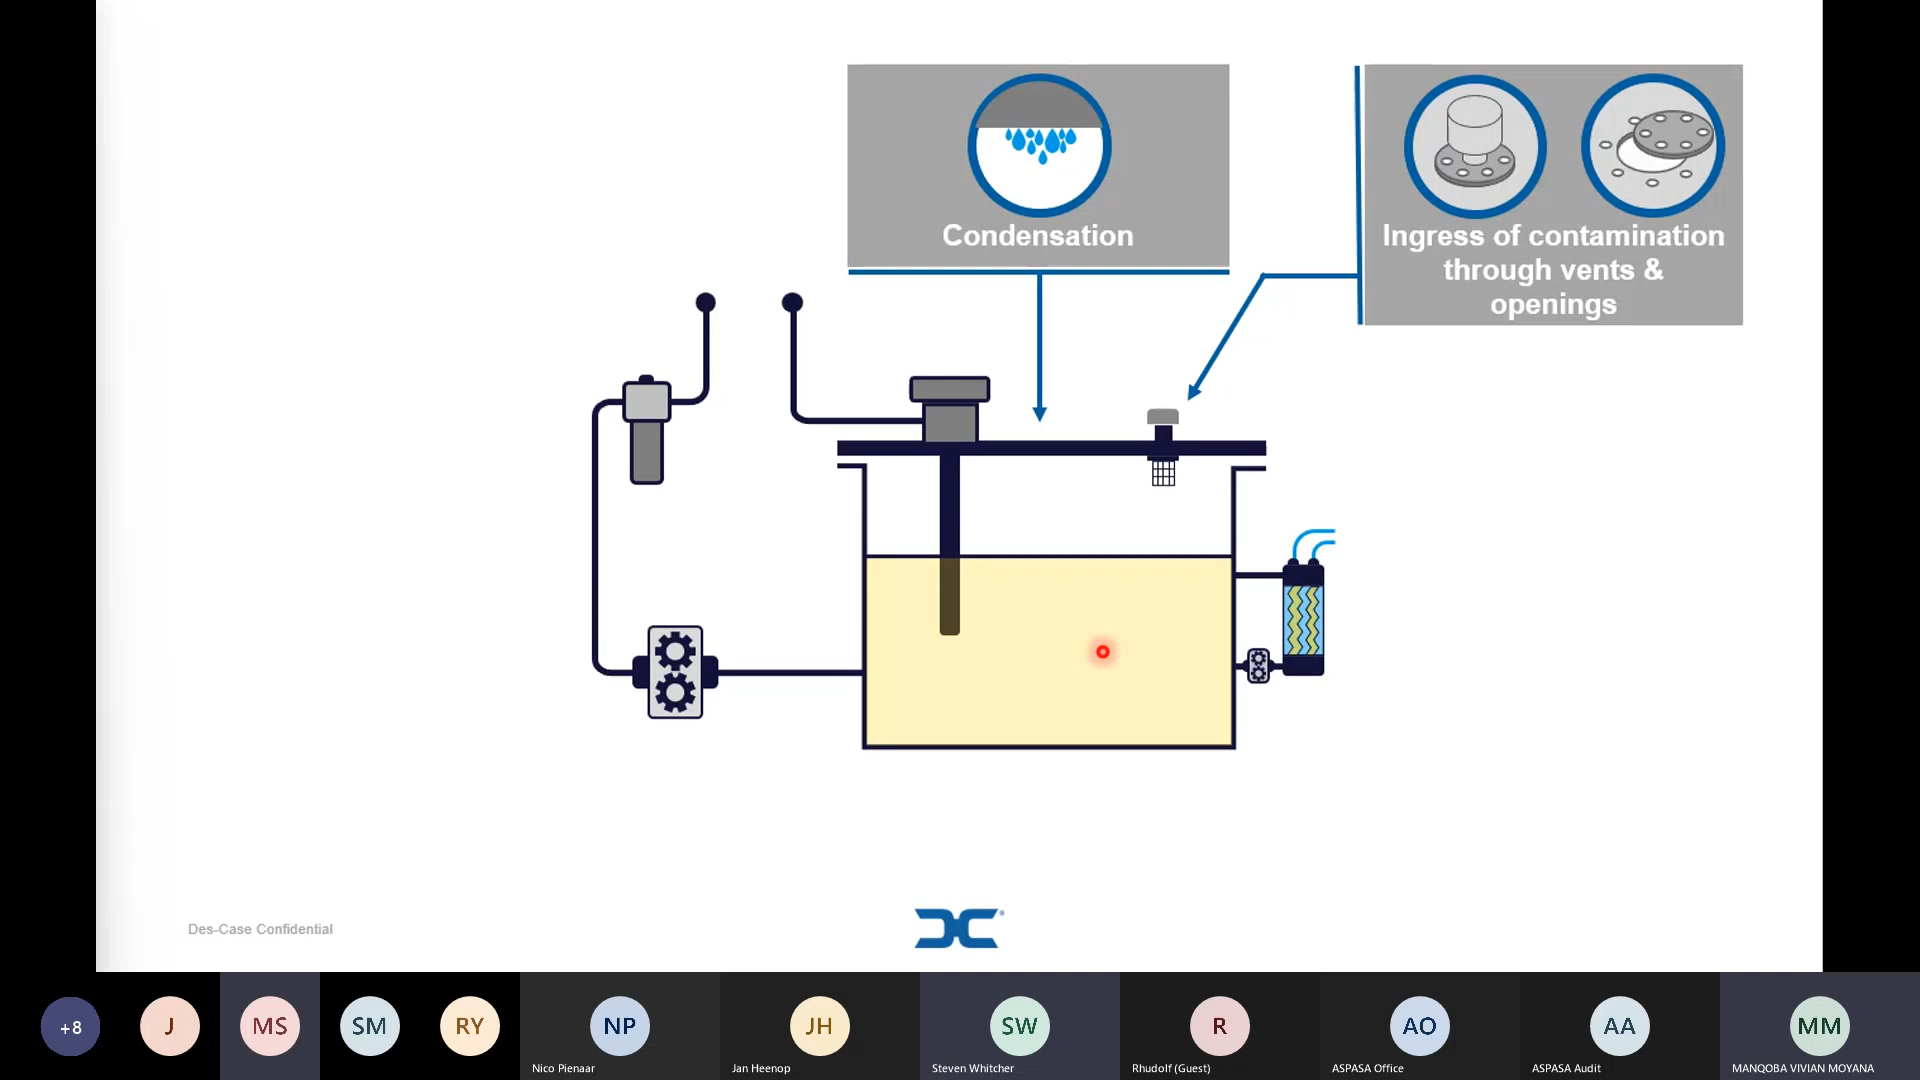 Condensation
Ingress of contamination
through vents &
openings
Des-Case Confidential
+8
J
MS
SM
RY
NP
JH
SW
R
AO
AA
MM
Nico Pienaar
Jan Heenop
Steven Whitcher
Rhudolf (Guest)
ASPASA Office
ASPASA Audit
MANQOBA VIVIAN MOYANA